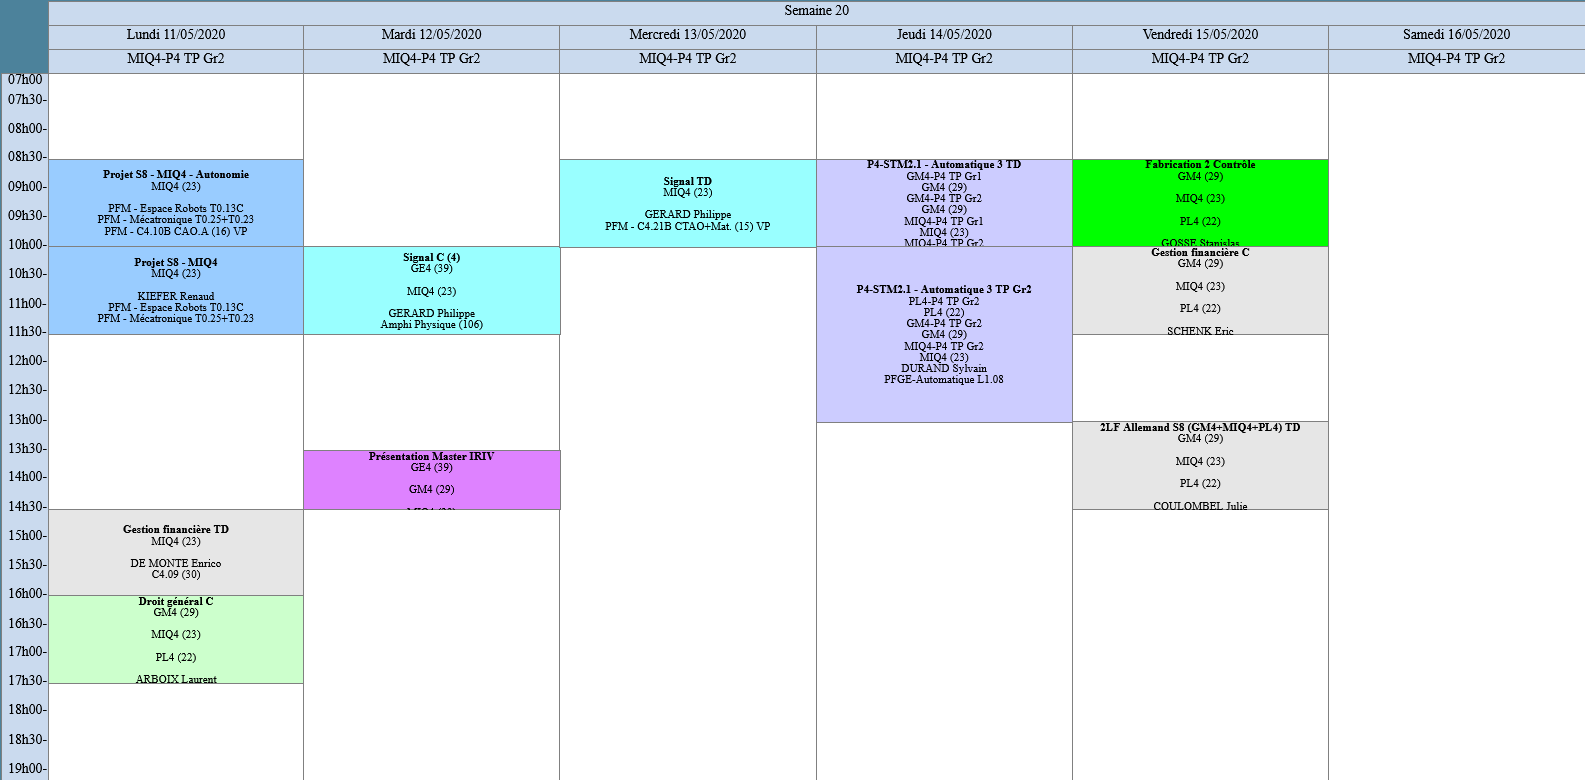 Semaine 20
Lundi 11/05/2020
Mardi 12/05/2020
Mercredi 13/05/2020
Jeudi 14/05/2020
Vendredi 15/05/2020
Samedi 16/05/2020
MIQ4-P4 TP Gr2
MIQ4-P4 TP Gr2
MIQ4-P4 TP Gr2
MIQ4-P4 TP Gr2
MIQ4-P4 TP Gr2
MIQ4-P4 TP Gr2
07h00
07h30-
08h00-
08h30-
09h00-
09h30-
10h00-
10h30-
11h00-
11h30-
12h00-
12h30-
13h00-
13h30-
14h00-
14h30-
15h00-
15h30-
16h00-
16h30-
17h00-
17h30-
18h00-
18h30-
19h00-
Projet S8 - MIQ4 - Autonomie
MIQ4 (23)
PFM - Espace Robots T0.13C
PFM - Mécatronique T0.25+T0.23
PFM - C4.10B CAO.A (16) VP
Projet S8 - MIQ4
MIQ4 (23)
KIEFER Renaud
PFM - Espace Robots T0.13C
PFM - Mécatronique T0.25+T0.23
Gestion financière TD
MIQ4 (23)
DE MONTE Enrico
C4.09 (30)
Droit général C
GM4 (29)
MIQ4 (23)
PL4 (22)
ARBOIX Laurent
Signal C (4)
GE4 (39)
MIQ4 (23)
GERARD Philippe
Amphi Physique (106)
Présentation Master IRIV
GE4 (39)
GM4 (29)
MIQ4 (23)
Signal TD
MIQ4 (23)
GERARD Philippe
PFM - C4.21B CTAO+Mat. (15) VP
P4-STM2.1 - Automatique 3 TD
GM4-P4 TP Gr1
GM4 (29)
GM4-P4 TP Gr2
GM4 (29)
MIQ4-P4 TP Gr1
MIQ4 (23)
MIQ4-P4 TP Gr2
P4-STM2.1 - Automatique 3 TP Gr2
PL4-P4 TP Gr2
PL4 (22)
GM4-P4 TP Gr2
GM4 (29)
MIQ4-P4 TP Gr2
MIQ4 (23)
DURAND Sylvain
PFGE-Automatique L1.08
Fabrication 2 Contrôle
GM4 (29)
MIQ4 (23)
PL4 (22)
GOSSE Stanislas
Gestion financière C
GM4 (29)
MIQ4 (23)
PL4 (22)
SCHENK Eric
2LF Allemand S8 (GM4+MIQ4+PL4) TD
GM4 (29)
MIQ4 (23)
PL4 (22)
COULOMBEL Julie